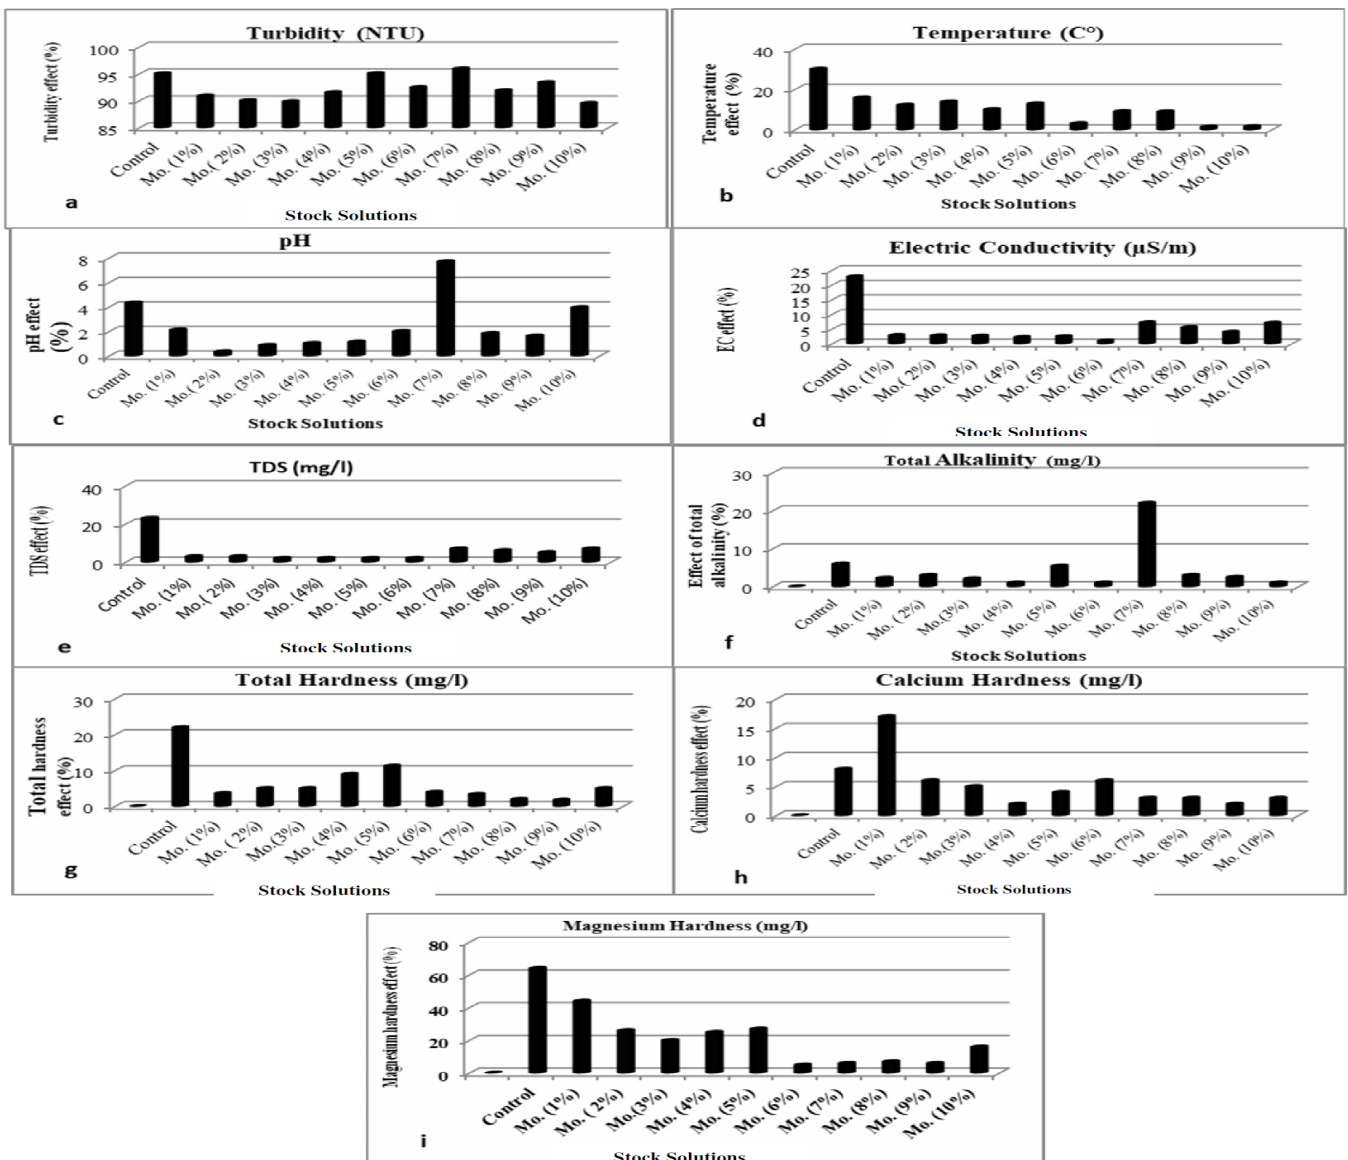 Turbidity (NTU)
Turbidity effect (%)
100
95
90
85
Control
Mo. (1%)
Mo. ( 2%)
Mo. (3%)
Mo. (4%)
Mo. (5%)
Mo. (6%)
Mo. (7%)
Mo. (8%)
Mo. (9%)
Mo. (10%)
a
Stock Solutions
Temperature (C°)
Temperature
effect (%)
40
20
0
Control
Mo. (1%)
Mo. ( 2%)
Mo. (3%)
Mo. (4%)
Mo. (5%)
Mo. (6%)
Mo. (7%)
Mo. (8%)
Mo. (9%)
Mo. (10%)
b
Stock Solutions
pH
pH effect
(%)
8
6
4
2
0
Control
Mo. (1%)
Mo. ( 2%)
Mo. (3%)
Mo. (4%)
Mo. (5%)
Mo. (6%)
Mo. (7%)
Mo. (8%)
Mo. (9%)
Mo. (10%)
c
Stock Solutions
Electric Conductivity (µS/m)
EC effect (%)
25
20
15
10
5
0
Control
Mo. (1%)
Mo. ( 2%)
Mo. (3%)
Mo. (4%)
Mo. (5%)
Mo. (6%)
Mo. (7%)
Mo. (8%)
Mo. (9%)
Mo. (10%)
d
Stock Solutions
TDS (mg/l)
TDS effect (%)
40
20
0
Control
Mo. (1%)
Mo. ( 2%)
Mo. (3%)
Mo. (4%)
Mo. (5%)
Mo. (6%)
Mo. (7%)
Mo. (8%)
Mo. (9%)
Mo. (10%)
e
Stock Solutions
Total Alkalinity (mg/l)
Effect of total
alkalinity (%)
30
20
10
0
Control
Mo. (1%)
Mo. ( 2%)
Mo.(3%)
Mo. (4%)
Mo. (5%)
Mo. (6%)
Mo. (7%)
Mo. (8%)
Mo. (9%)
Mo. (10%)
f
Stock Solutions
Total Hardness (mg/l)
Total hardness
effect (%)
30
20
10
0
Control
Mo. (1%)
Mo. ( 2%)
Mo.(3%)
Mo. (4%)
Mo. (5%)
Mo. (6%)
Mo. (7%)
Mo. (8%)
Mo. (9%)
Mo. (10%)
g
Stock Solutions
Calcium Hardness (mg/l)
Calcium hardness effect (%)
20
15
10
5
0
Control
Mo. (1%)
Mo. ( 2%)
Mo.(3%)
Mo. (4%)
Mo. (5%)
Mo. (6%)
Mo. (7%)
Mo. (8%)
Mo. (9%)
Mo. (10%)
h
Stock Solutions
Magnesium Hardness (mg/l)
Magnesium hardness effect (%)
80
60
40
20
0
Control
Mo. (1%)
Mo. ( 2%)
Mo.(3%)
Mo. (4%)
Mo. (5%)
Mo. (6%)
Mo. (7%)
Mo. (8%)
Mo. (9%)
Mo. (10%)
i
Stock Solutions